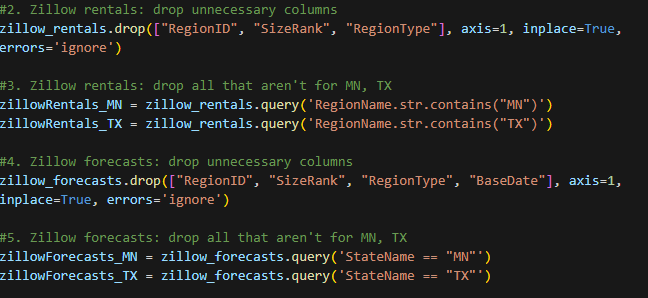 #2. Zillow rentals: drop unnecessary columns
zillow_rentals.drop(["RegionID", "SizeRank", "RegionType"], axis=1, inplace=True,
errors='ignore')
#3. Zillow rentals: drop all that aren't for MN, TX
zillowRentals_MN = zillow_rentals.query('RegionName.str.contains("MN")')
zillowRentals_TX = zillow_rentals.query('RegionName.str.contains("TX")')
#4. Zillow forecasts: drop unnecessary columns
zillow_forecasts.drop(["RegionID", "SizeRank", "RegionType", "BaseDate"], axis=1,
inplace=True, errors='ignore')
#5. Zillow forecasts: drop all that aren't for MN, TX
zillowForecasts_MN = zillow_forecasts.query('StateName == "MN"')
zillowForecasts_TX = zillow_forecasts.query('StateName == "TX"')